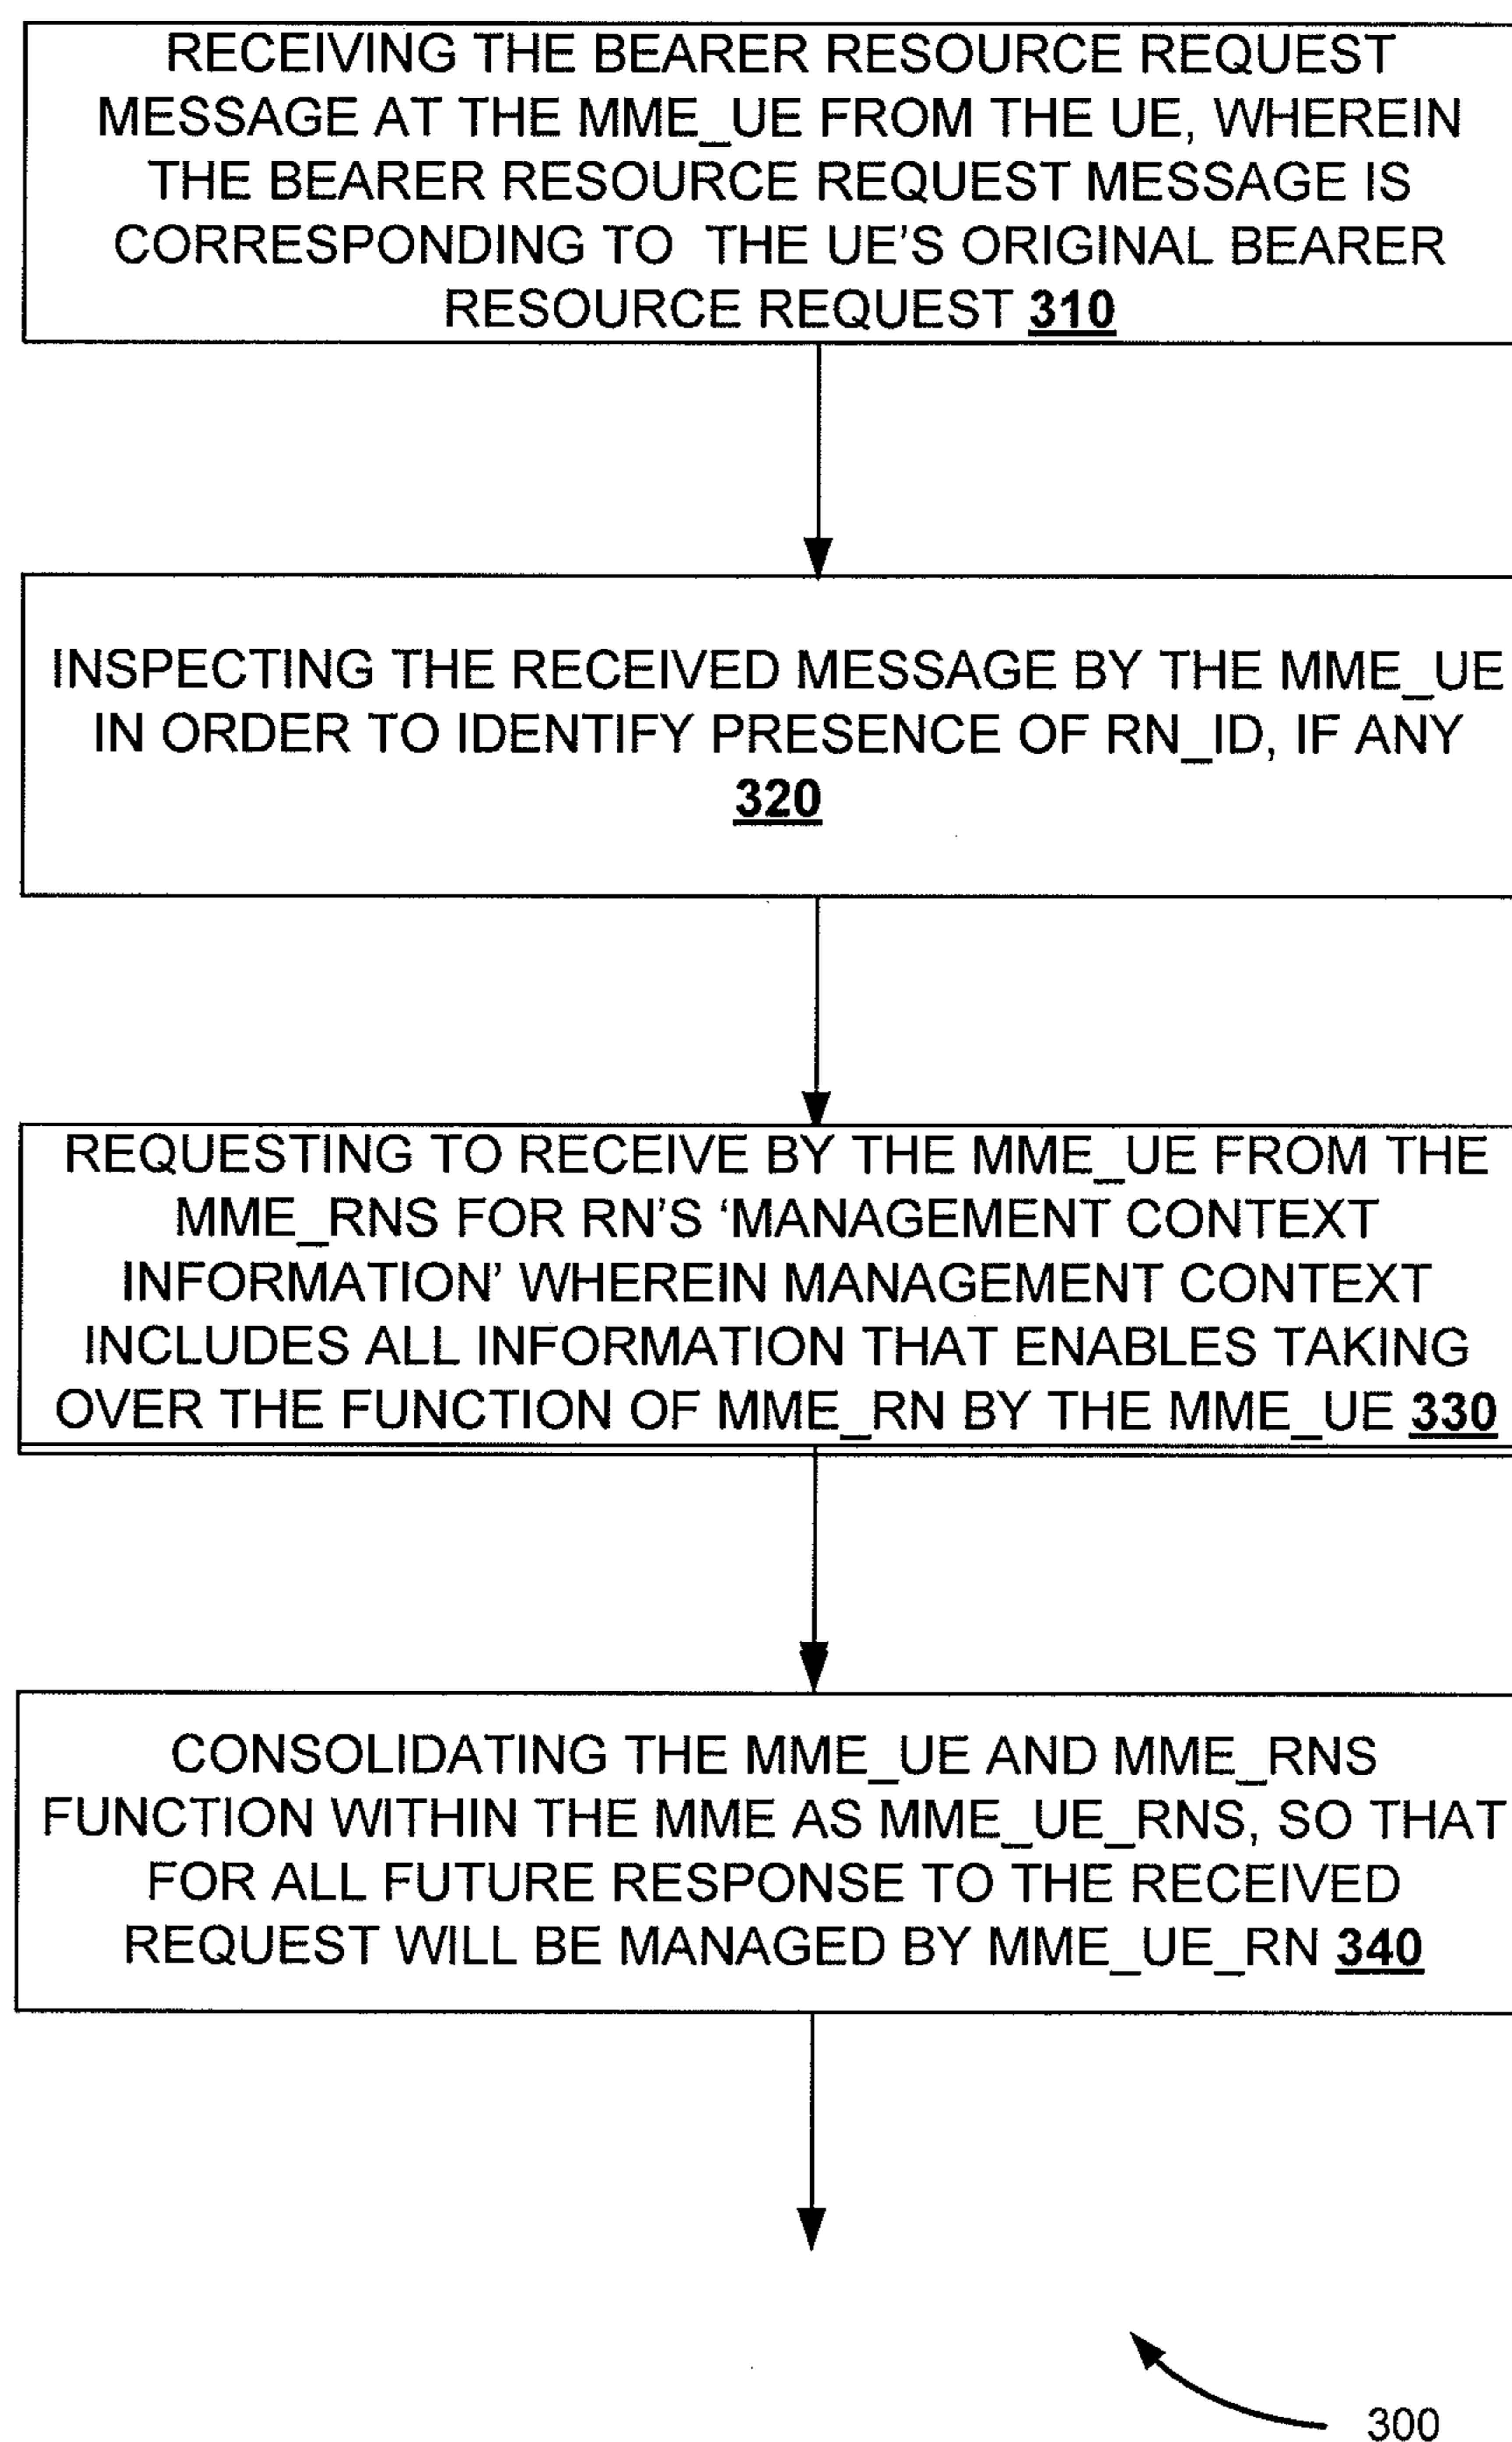 RECEIVING THE BEARER RESOURCE REQUEST
MESSAGE AT THE MME_UE FROM THE UE, WHEREIN
THE BEARER RESOURCE REQUEST MESSAGE IS
CORRESPONDING TO THE UE'S ORIGINAL BEARER
RESOURCE REQUEST 310
INSPECTING THE RECEIVED MESSAGE BY THE MME_UE
IN ORDER TO IDENTIFY PRESENCE OF RN_ID, IF ANY
320
REQUESTING TO RECEIVE BY THE MME_UE FROM THE
MME_RNS FOR RN'S ‘MANAGEMENT CONTEXT
INFORMATION’ WHEREIN MANAGEMENT CONTEXT
INCLUDES ALL INFORMATION THAT ENABLES TAKING
OVER THE FUNCTION OF MME_RN BY THE MME_UE 330
CONSOLIDATING THE MME_UE AND MME_RNS
FUNCTION WITHIN THE MME AS MME_UE_RNS, SO THAT
FOR ALL FUTURE RESPONSE TO THE RECEIVED
REQUEST WILL BE MANAGED BY MME_UE_RN 340
300